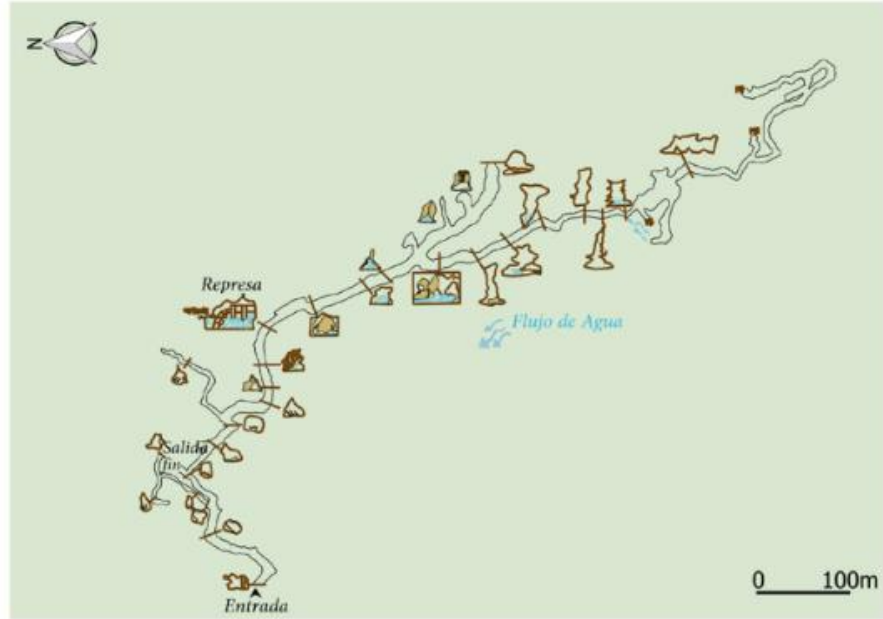 N
Represa
Flujo de Agua
Salida
fin
Entrada
0 100m